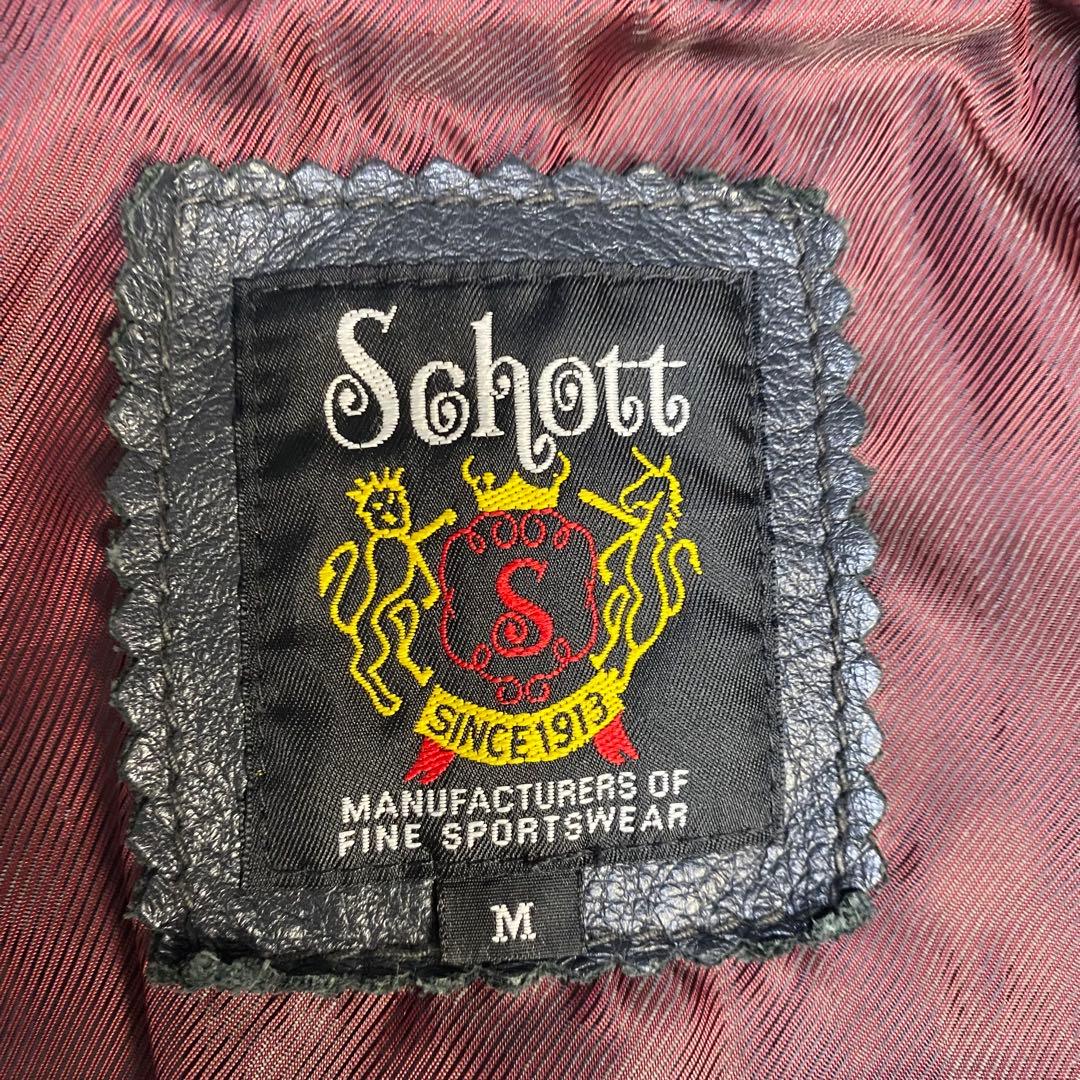 Schott
S
SINCE 1913
MANUFACTURERS OF
FINE SPORTSWEAR
M